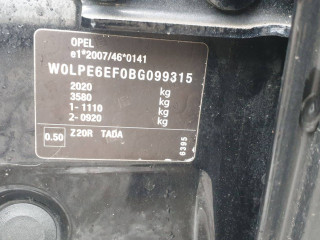 OPEL
e1*2007/46*0141
W0LPE6EF0BG099315
2020 kg
3580 kg
1- 1110 kg
2- 0920 kg
0.50 Z20R TADA
6395